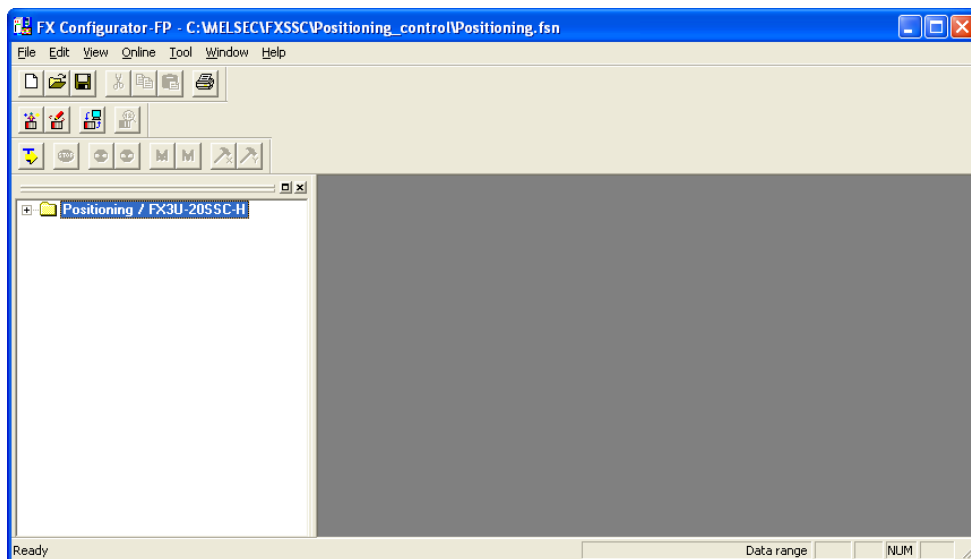 FX Configurator-FP - C:\MELSEC\FXSSC\Positioning_control\Positioning.fsn
File Edit View Online Tool Window Help
STOP
X Y
Positioning / FX3U-20SSC-H
Ready Data range NUM